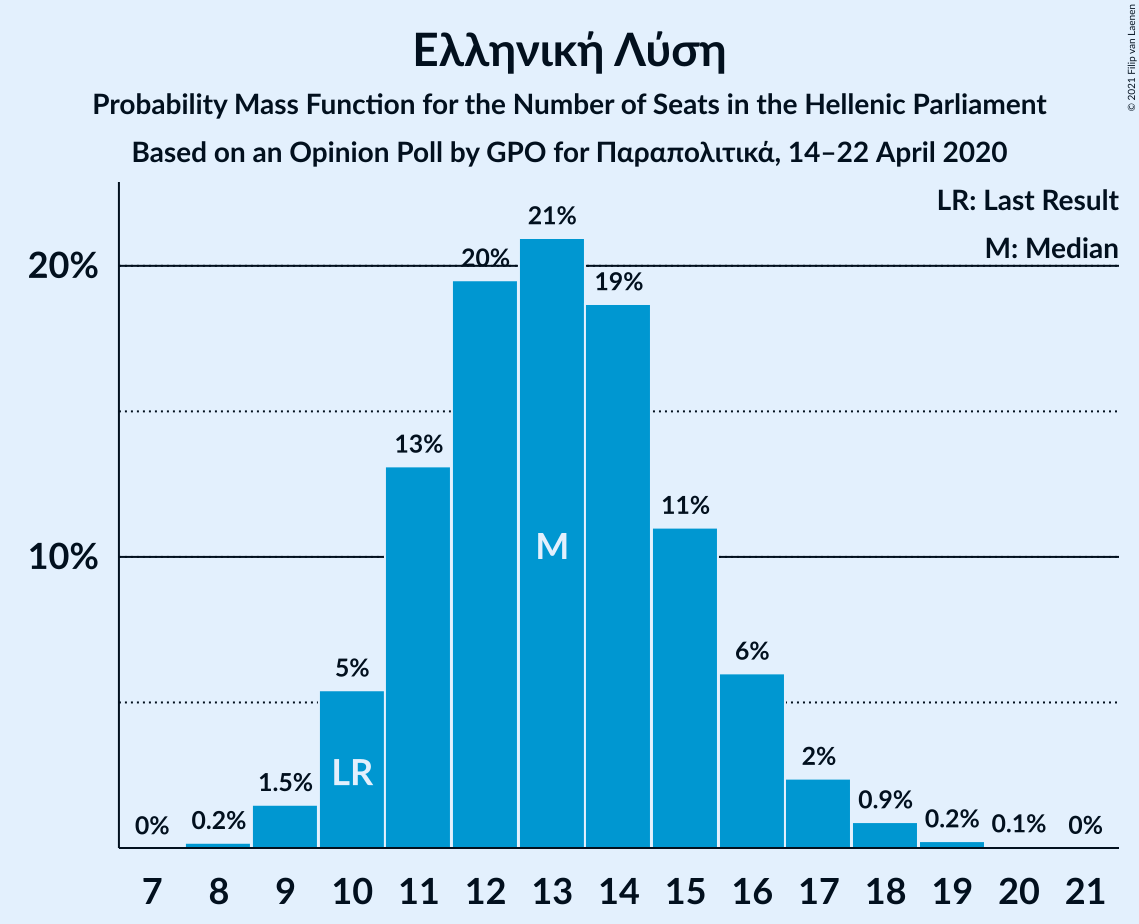 Ελληνική Λύση
Probability Mass Function for the Number of Seats in the Hellenic Parliament
Based on an Opinion Poll by GPO for Παραπολιτικά, 14–22 April 2020
© 2021 Filip van Laenen
LR: Last Result
M: Median
20%
10%
0%
0.2%
1.5%
5%
13%
20%
21%
19%
11%
6%
2%
0.9%
0.2%
0.1%
0%
LR
M
7 8 9 10 11 12 13 14 15 16 17 18 19 20 21